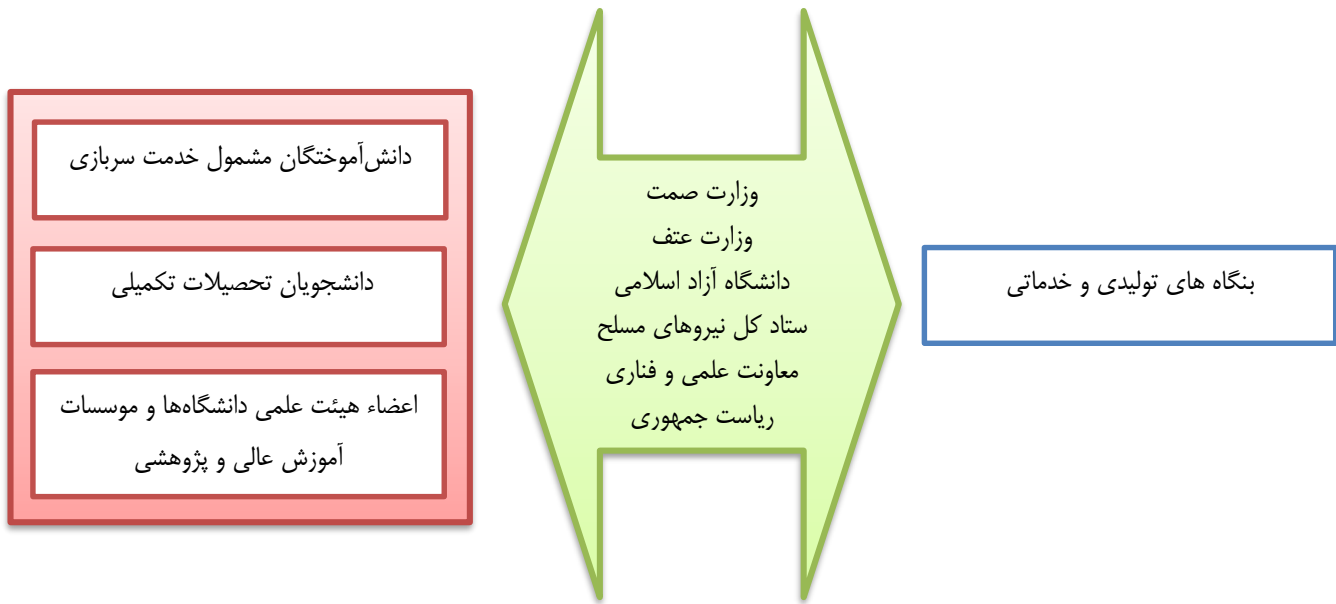 بنگاه های تولیدی و خدماتی
وزارت صمت
وزارت عتف
دانشگاه آزاد اسلامی
ستاد کل نیروهای مسلح
معاونت علمی و فناری
ریاست جمهوری
دانش‌آموختگان مشمول خدمت سربازی
دانشجویان تحصیلات تکمیلی
اعضاء هیئت علمی دانشگاه‌ها و موسسات
آموزش عالی و پژوهشی